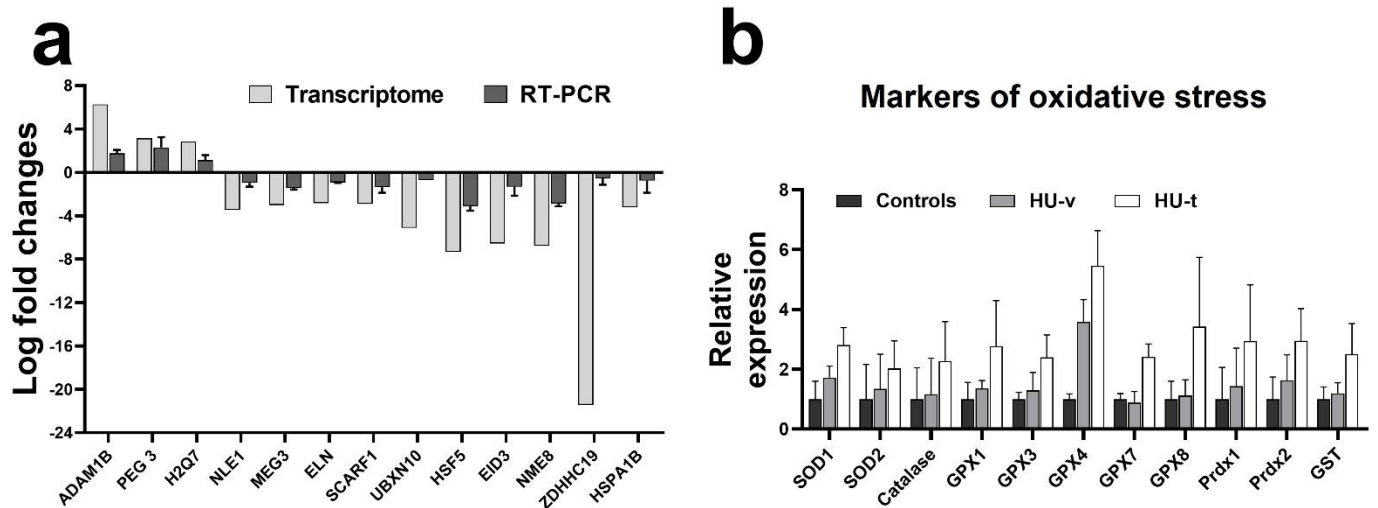 a
Log fold changes
8
4
0
-4
-8
-12
-16
-20
-24
Transcriptome
RT-PCR
ADAM1B
PEG 3
H2Q7
NLE1
MEG3
ELN
SCARF1
UBXN10
HSF5
EID3
NME8
ZDHHC19
HSPA1B
b
Markers of oxidative stress
Relative
expression
8
6
4
2
0
Controls
HU-v
HU-t
SOD1
SOD2
Catalase
GPX1
GPX3
GPX4
GPX7
GPX8
Prdx1
Prdx2
GST